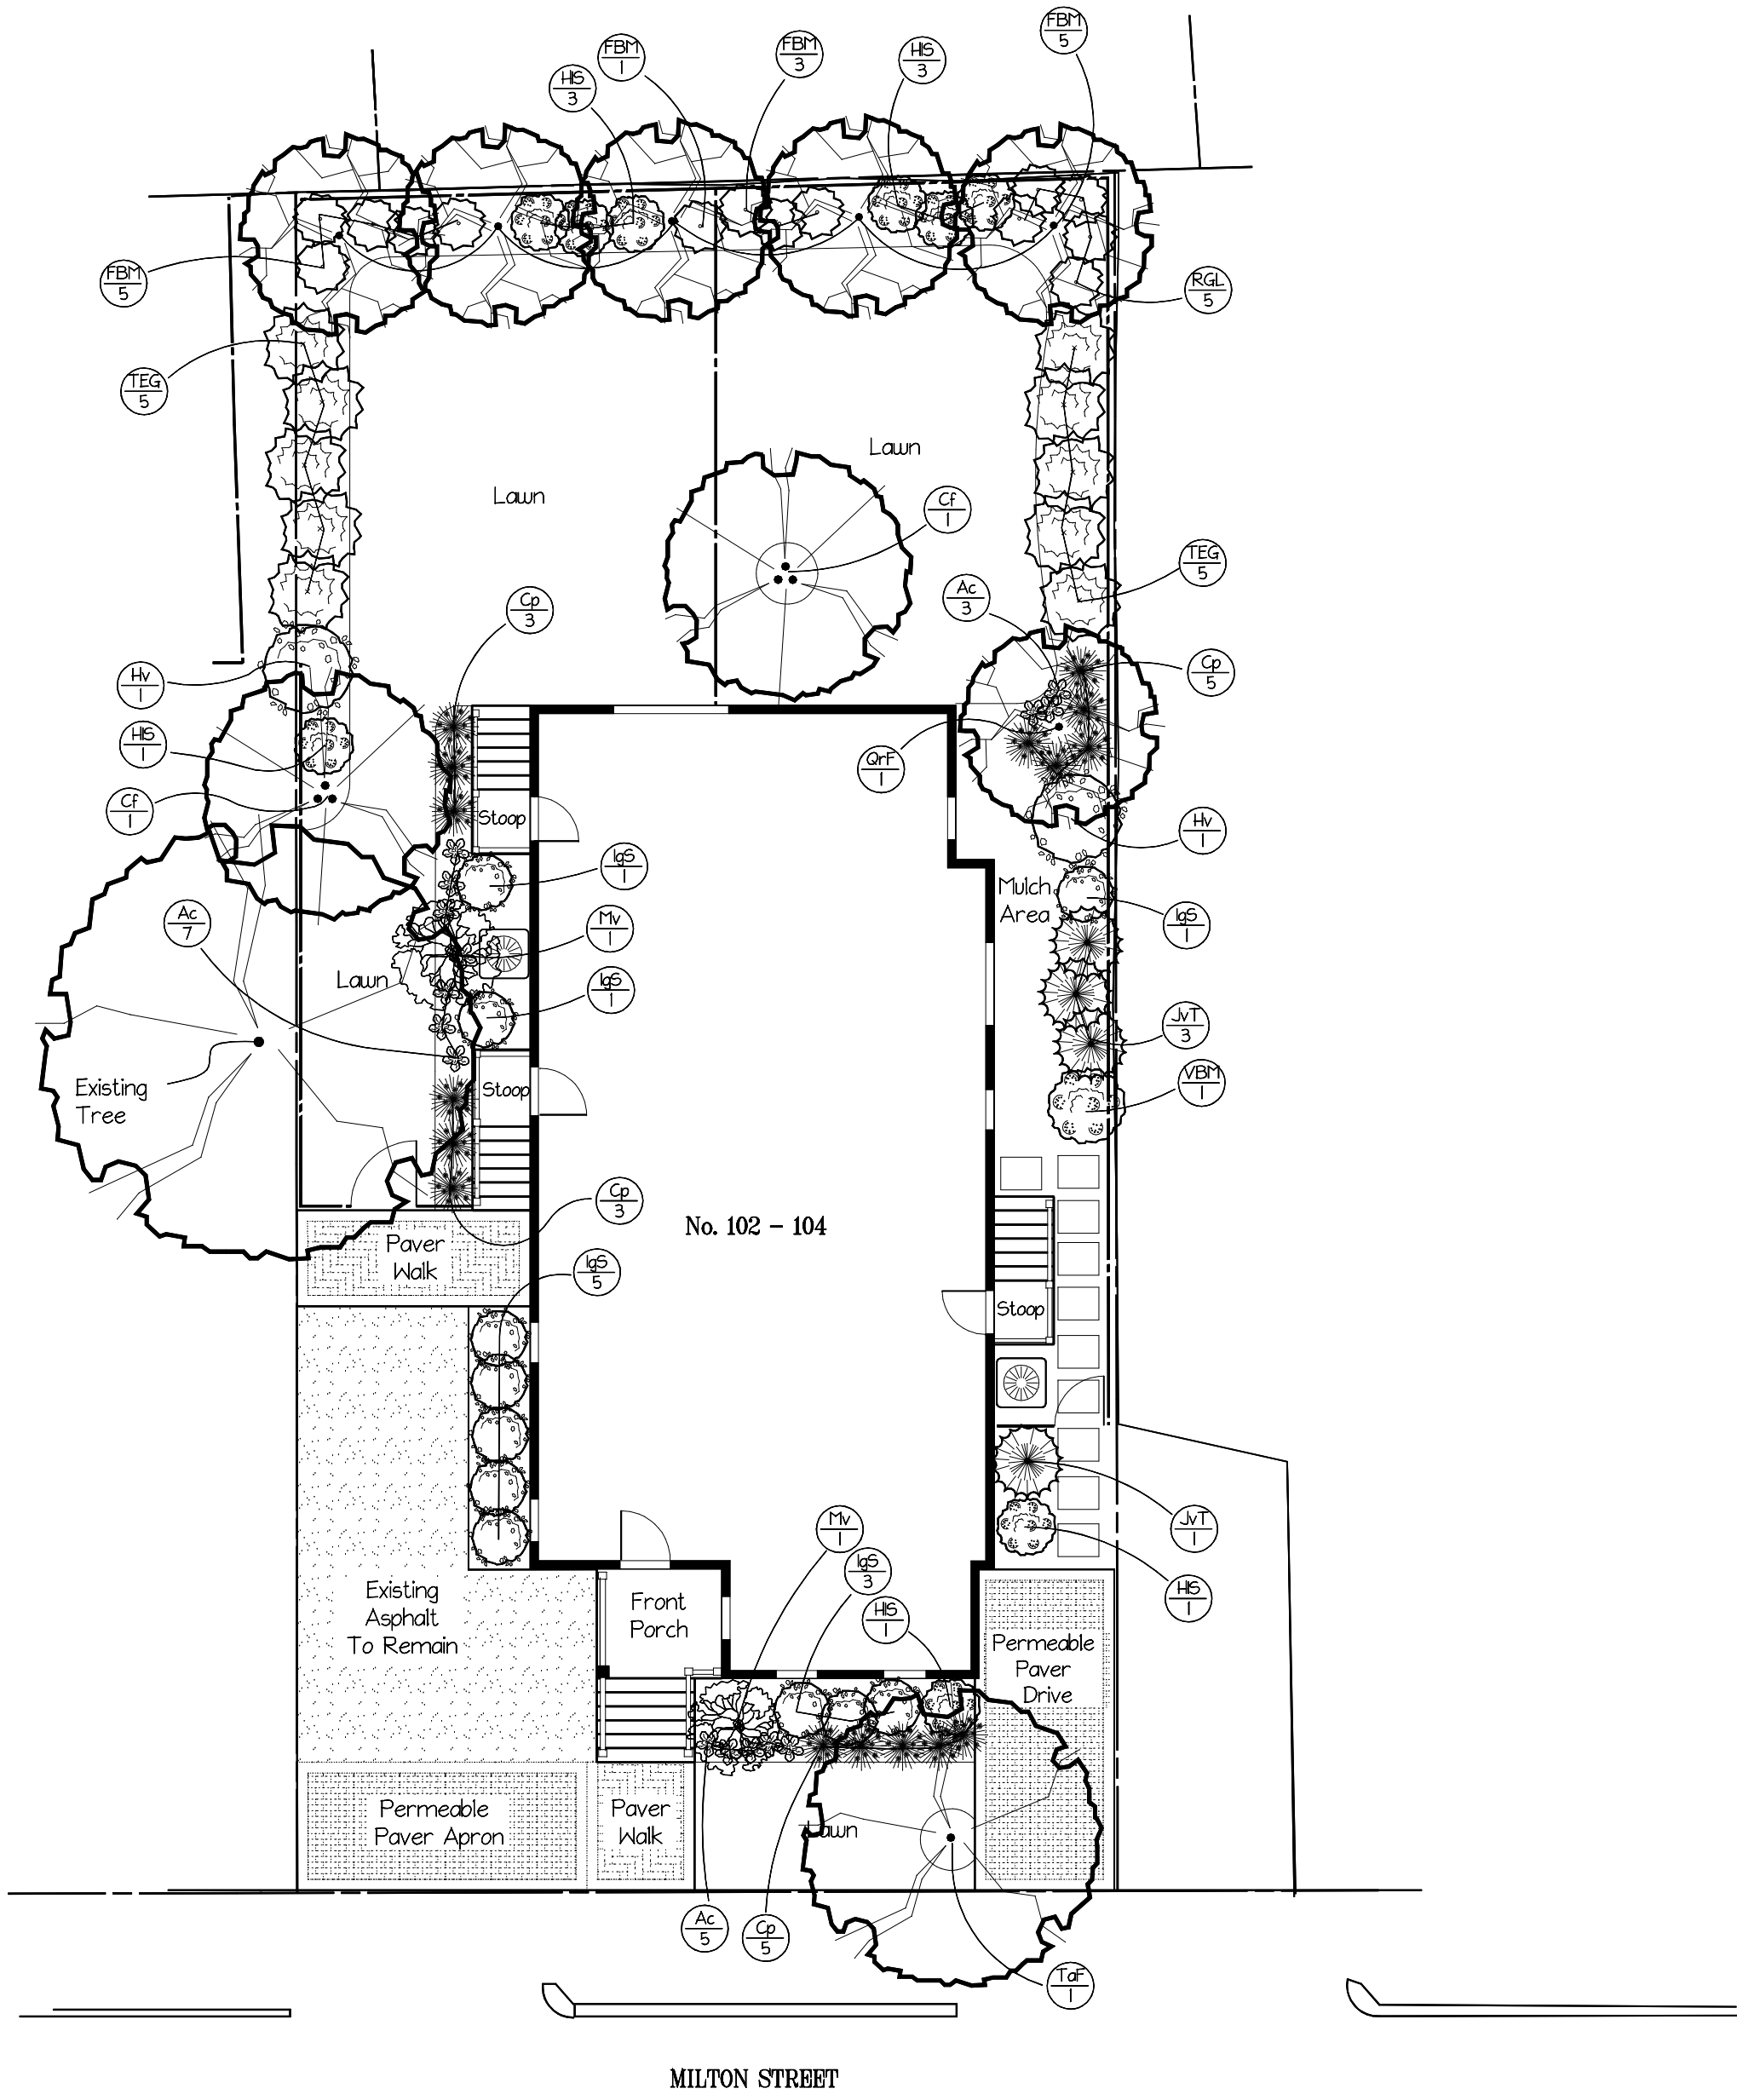 FBM
5
FBM
1
FBM
3
HIS
3
HIS
3
FBM
5
RGL
5
TEG
5
Lawn
Lawn
Cf
1
TEG
5
Ac
3
Cp
3
Cp
5
Hv
1
HIS
1
QrF
1
Cf
1
Stoop
Hv
1
IgS
1
Mulch
Area
Ac
7
Mv
1
IgS
1
Lawn
IgS
1
JvT
3
Existing
Tree
Stoop
VBM
1
Cp
3
No. 102 - 104
Paver
Walk
IgS
5
Stoop
Mv
1
JvT
1
IgS
3
Existing
Asphalt
To Remain
Front
Porch
HIS
1
HIS
1
Permeable
Paver
Drive
Permeable
Paver Apron
Paver
Walk
Lawn
Ac
5
Cp
5
TaF
1
MILTON STREET